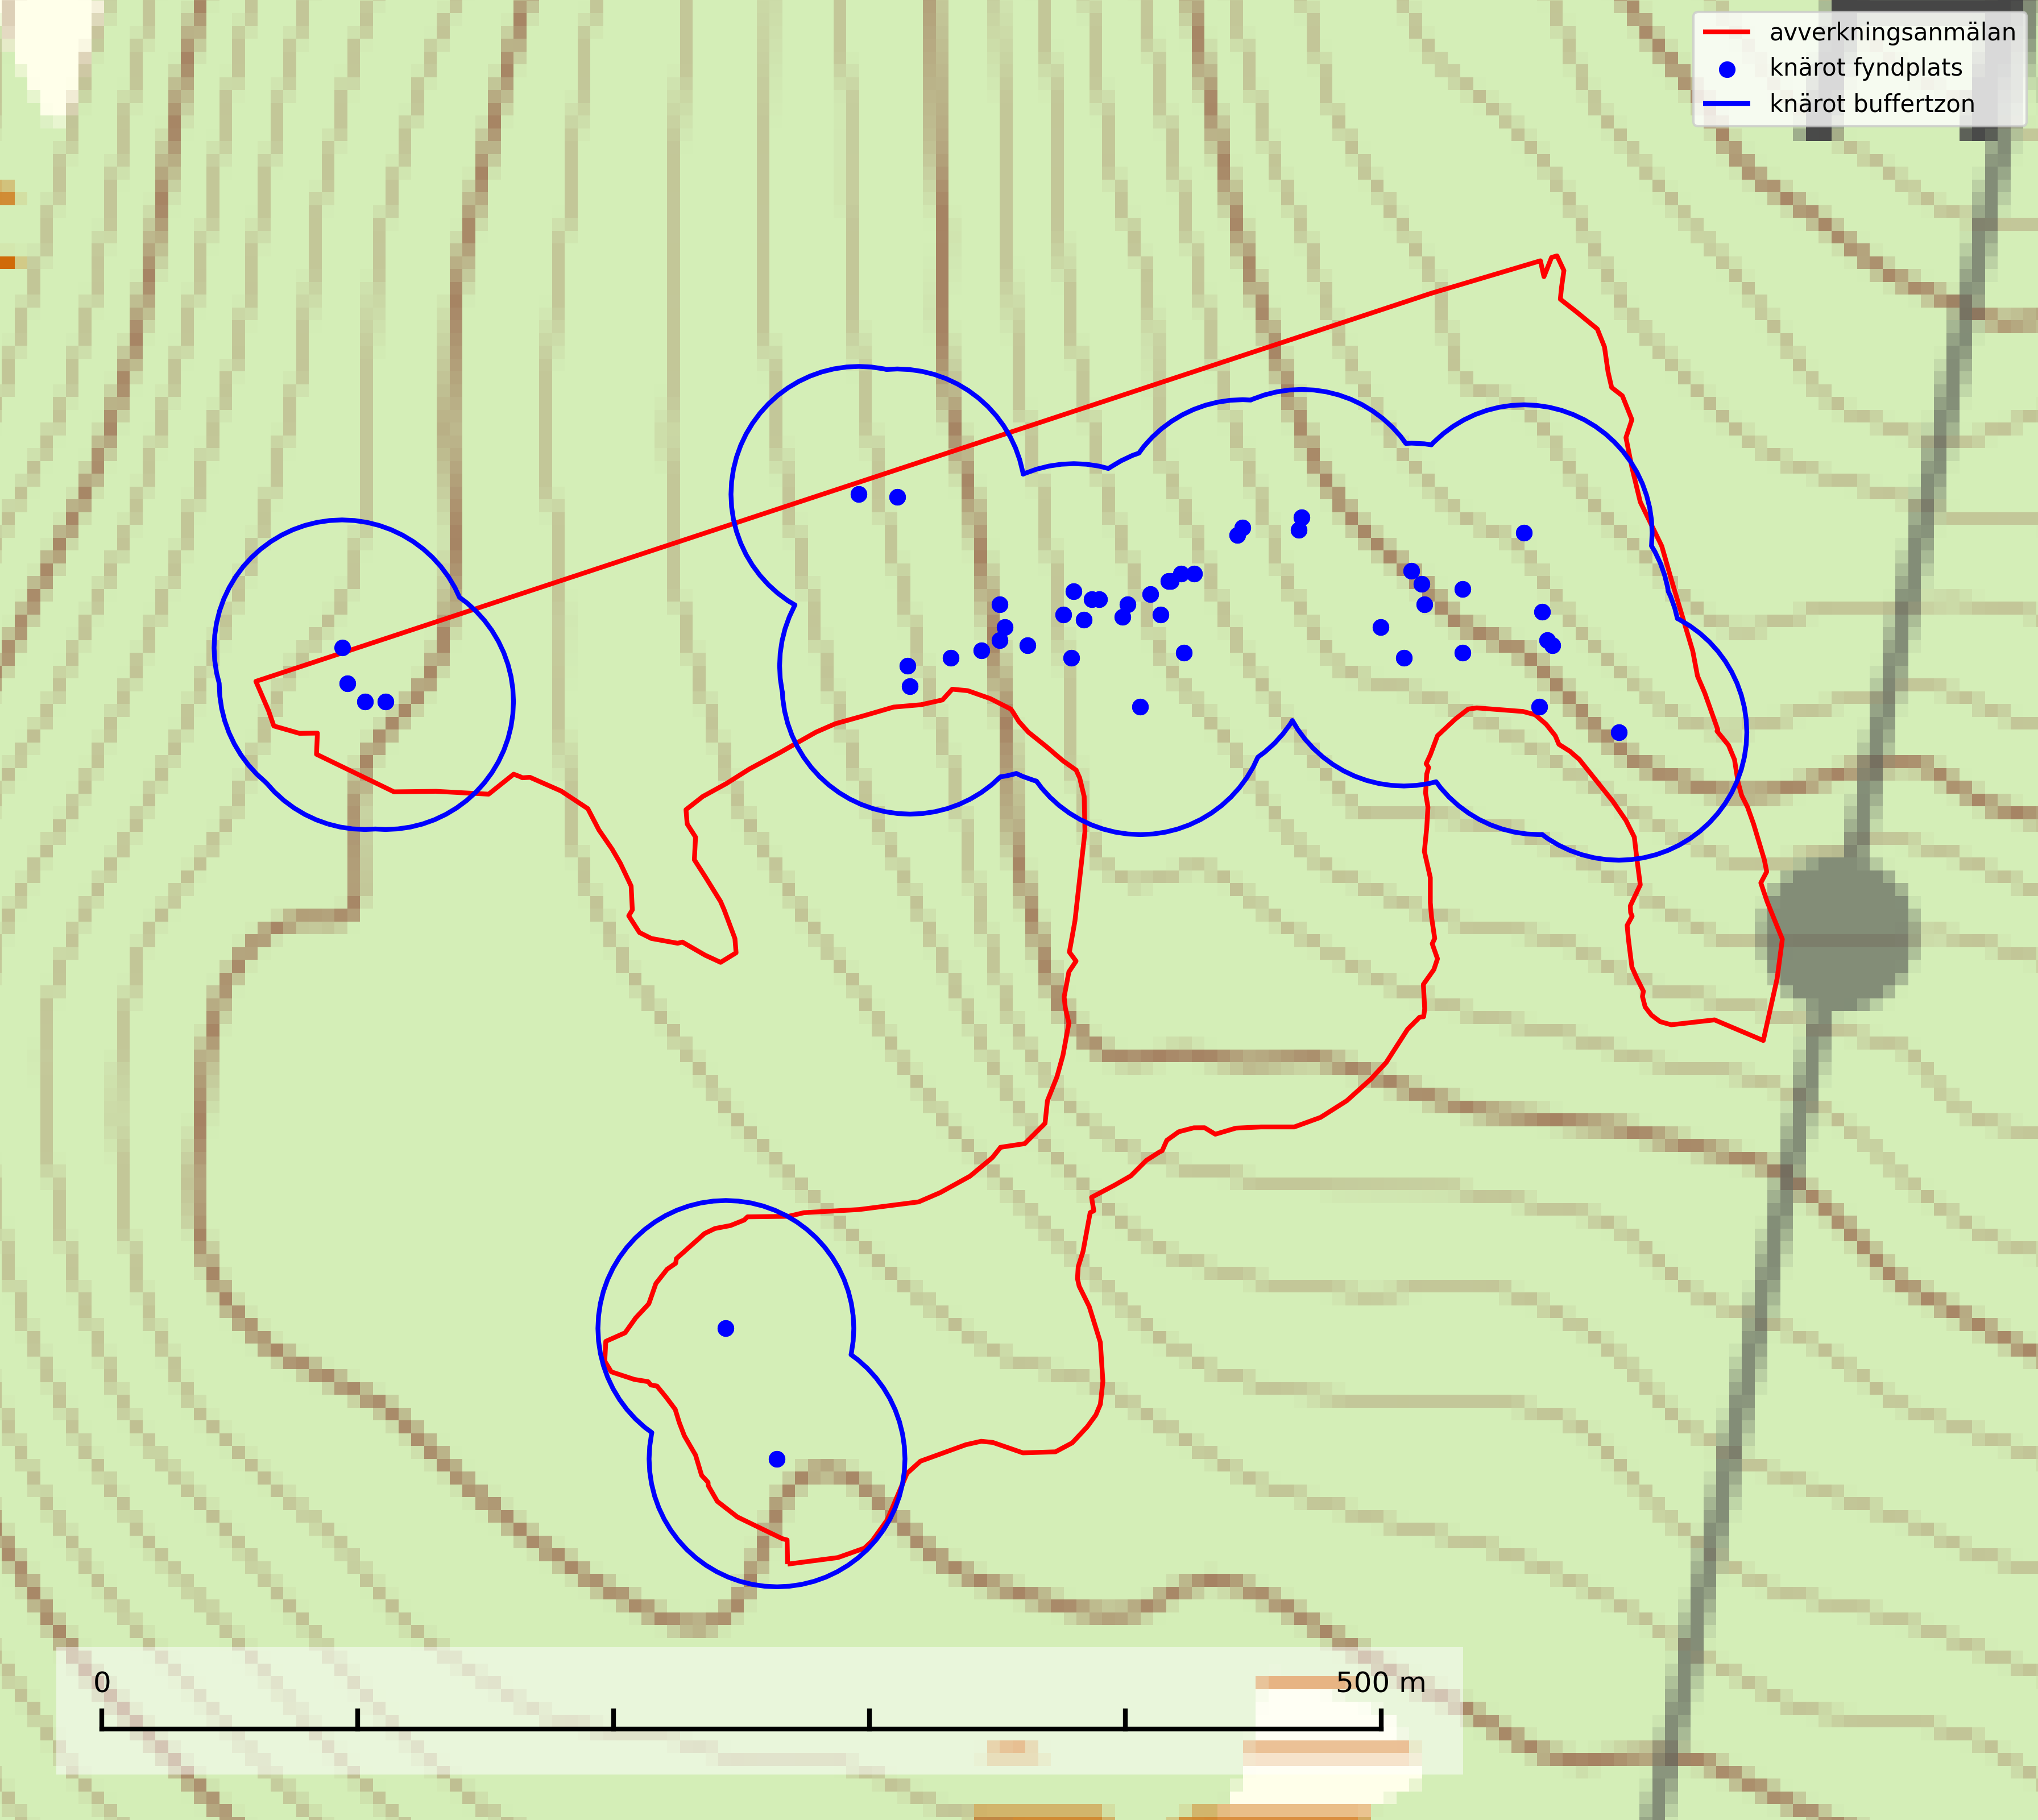 avverkningsanmälan
knärot fyndplats
knärot buffertzon
0 500 m